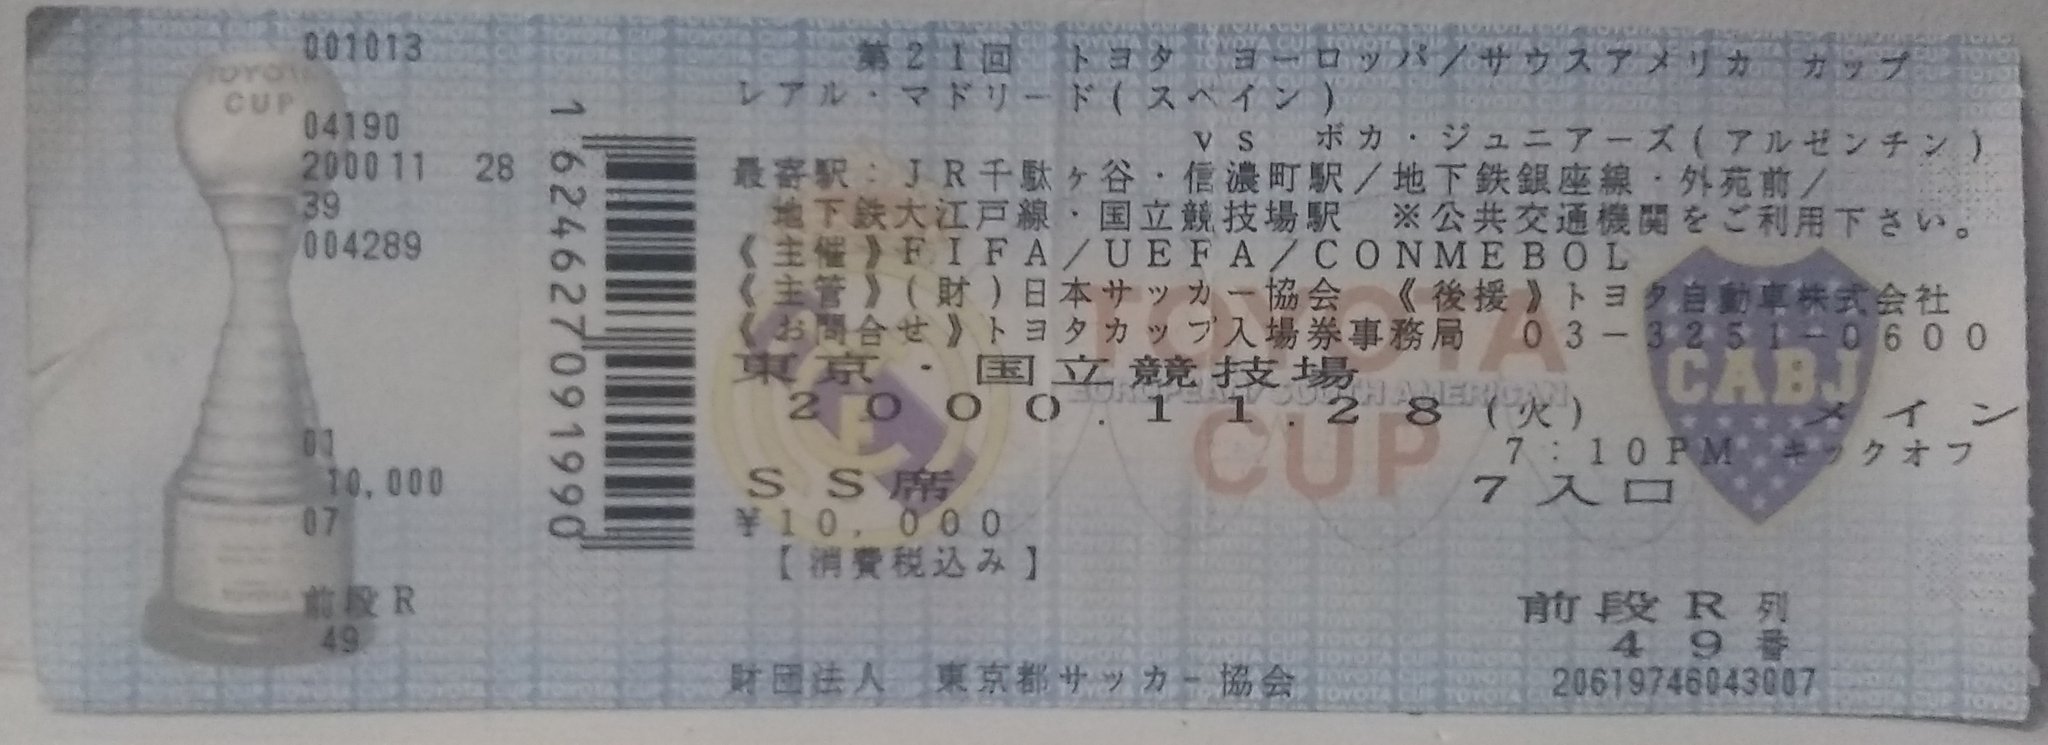 TOYOTA
CUP
001013
04190
2000 11 28
39
004289
01
10,000
07
前段R
49
1624627091990
第21回 トヨタ ヨーロッパ/サウスアメリカ カップ
レアル・マドリード(スペイン)
vs ボカ・ジュニアーズ(アルゼンチン)
最寄駅:JR千駄ヶ谷・信濃町駅/地下鉄銀座線・外苑前/
地下鉄大江戸線・国立競技場駅 ※公共交通機関をご利用下さい。
《主催》FIFA/UEFA/CONMEBOL
《主管》(財)日本サッカー協会 《後援》トヨタ自動車株式会社
《お問合せ》トヨタカップ入場券事務局 03-3251-0600
東京・国立競技場
2000.11.28(火) メイン
7:10PM キックオフ
SS席 7入口
¥10,000
【消費税込み】
前段R列
49番
財団法人 東京都サッカー協会 20619746043007
TOYOTA
EUROPEAN/SOUTH AMERICAN
CUP
CABJ